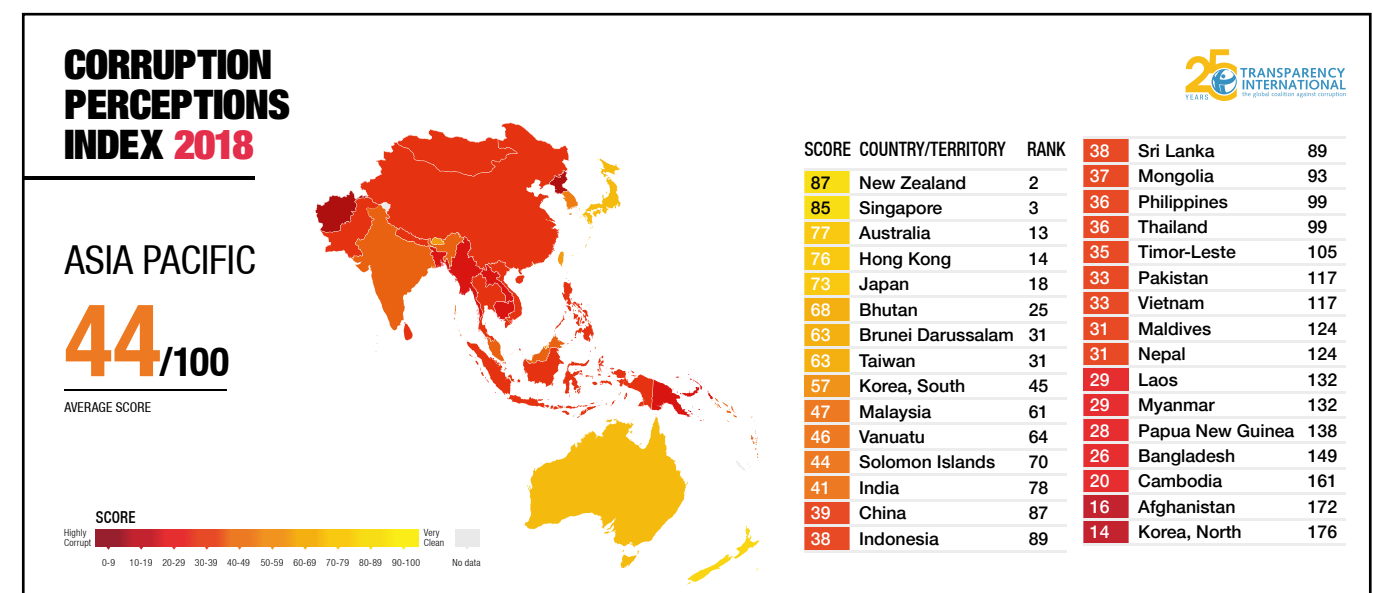 CORRUPTION
PERCEPTIONS
INDEX 2018
ASIA PACIFIC
44/100
AVERAGE SCORE
SCORE
Highly
Corrupt
Very
Clean
0-9 10-19 20-29 30-39 40-49 50-59 60-69 70-79 80-89 90-100 No data
25
YEARS
TRANSPARENCY
INTERNATIONAL
the global coalition against corruption
SCORE COUNTRY/TERRITORY RANK
87 New Zealand 2
85 Singapore 3
77 Australia 13
76 Hong Kong 14
73 Japan 18
68 Bhutan 25
63 Brunei Darussalam 31
63 Taiwan 31
57 Korea, South 45
47 Malaysia 61
46 Vanuatu 64
44 Solomon Islands 70
41 India 78
39 China 87
38 Indonesia 89
38 Sri Lanka 89
37 Mongolia 93
36 Philippines 99
36 Thailand 99
35 Timor-Leste 105
33 Pakistan 117
33 Vietnam 117
31 Maldives 124
31 Nepal 124
29 Laos 132
29 Myanmar 132
28 Papua New Guinea 138
26 Bangladesh 149
20 Cambodia 161
16 Afghanistan 172
14 Korea, North 176